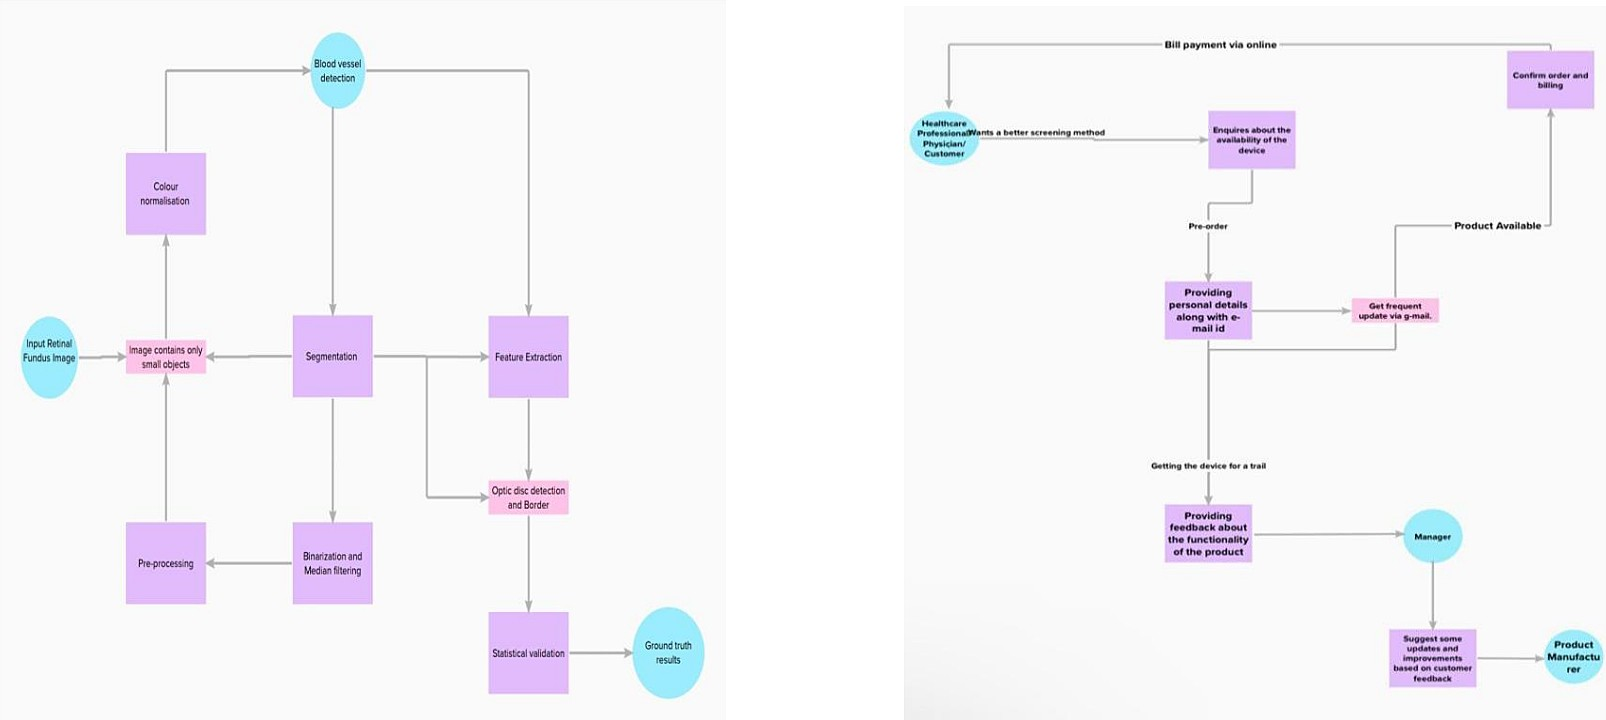 Blood vessel
detection
Colour
normalisation
Input Retinal
Fundus Image
Image contains only
small objects
Segmentation
Feature Extraction
Optic disc detection
and Border
Pre-processing
Binarization and
Median filtering
Statistical validation
Ground truth
results
Bill payment via online
Confirm order and
billing
Healthcare
Professional/
Physician/
Customer
Wants a better screening method
Enquires about the
availability of the
device
Pre-order
Product Available
Providing
personal details
along with e-
mail id
Get frequent
update via g-mail.
Getting the device for a trail
Providing
feedback about
the functionality
of the product
Manager
Suggest some
updates and
improvements
based on customer
feedback
Product
Manufactu
rer